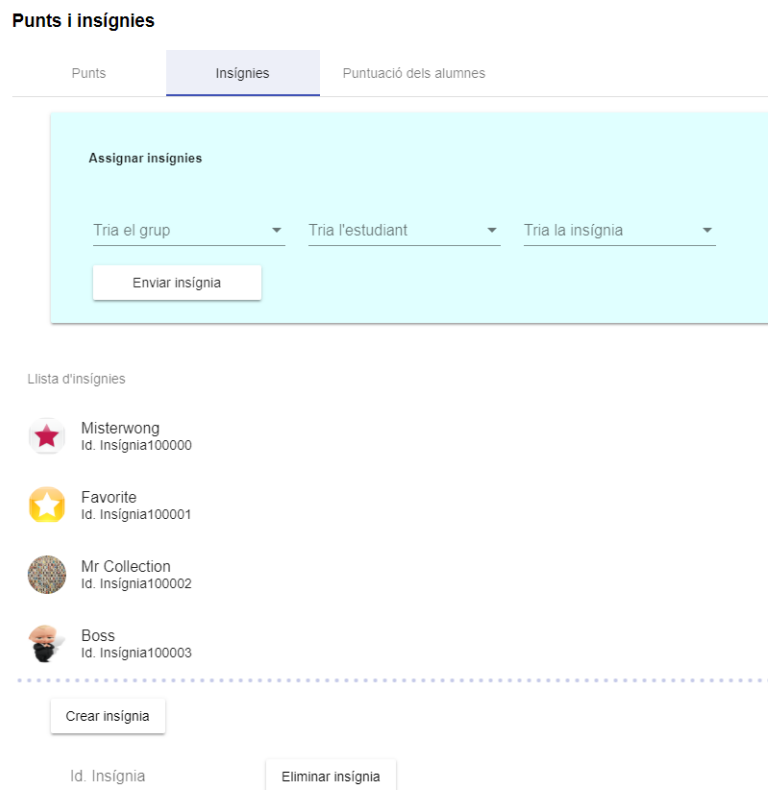 Punts i insígnies
Punts Insígnies Puntuació dels alumnes
Assignar insígnies
Tria el grup Tria l'estudiant Tria la insígnia
Enviar insígnia
Llista d'insígnies
Misterwong
Id. Insígnia100000
Favorite
Id. Insígnia100001
Mr Collection
Id. Insígnia100002
Boss
Id. Insígnia100003
Crear insígnia
Id. Insígnia Eliminar insígnia